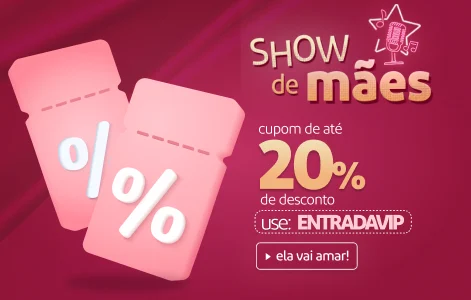 SHOW
de mães
cupom de até
20%
de desconto
use: ENTRADAVIP
ela vai amar!
% %